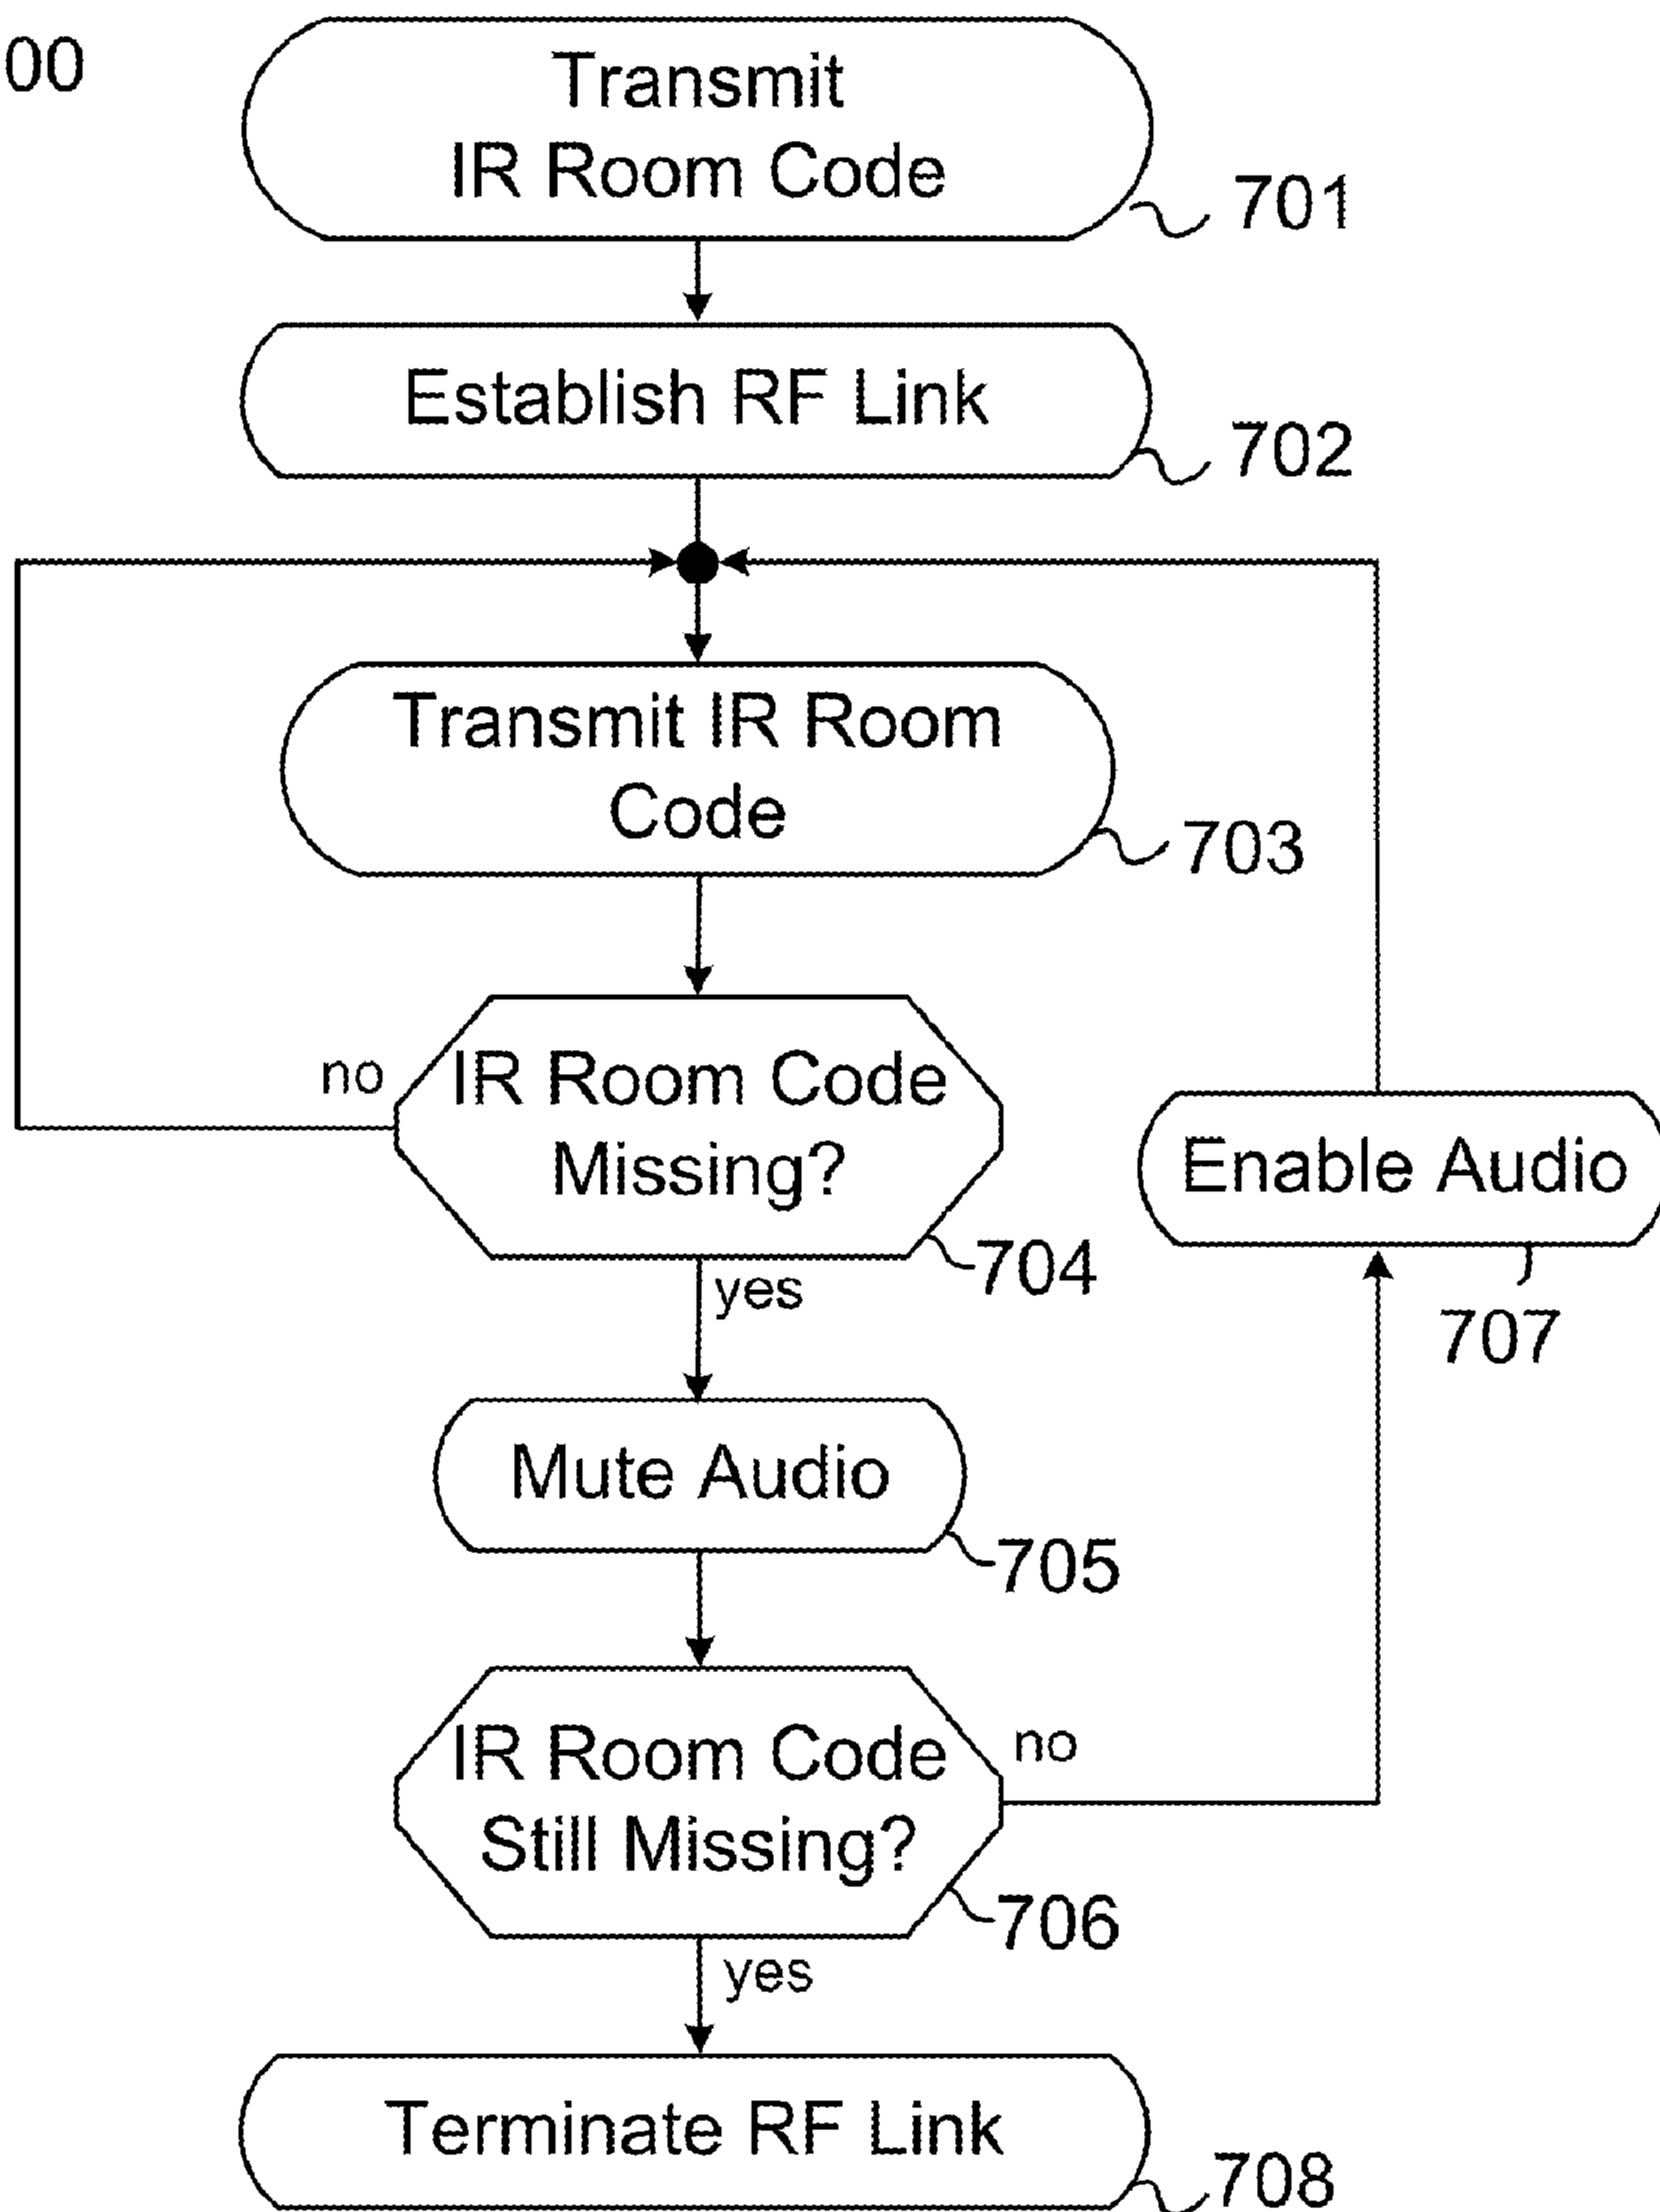 00
Transmit
IR Room Code
701
Establish RF Link
702
Transmit IR Room
Code
703
no
IR Room Code
Missing?
704
yes
Enable Audio
707
Mute Audio
705
IR Room Code
Still Missing?
no
706
yes
Terminate RF Link
708